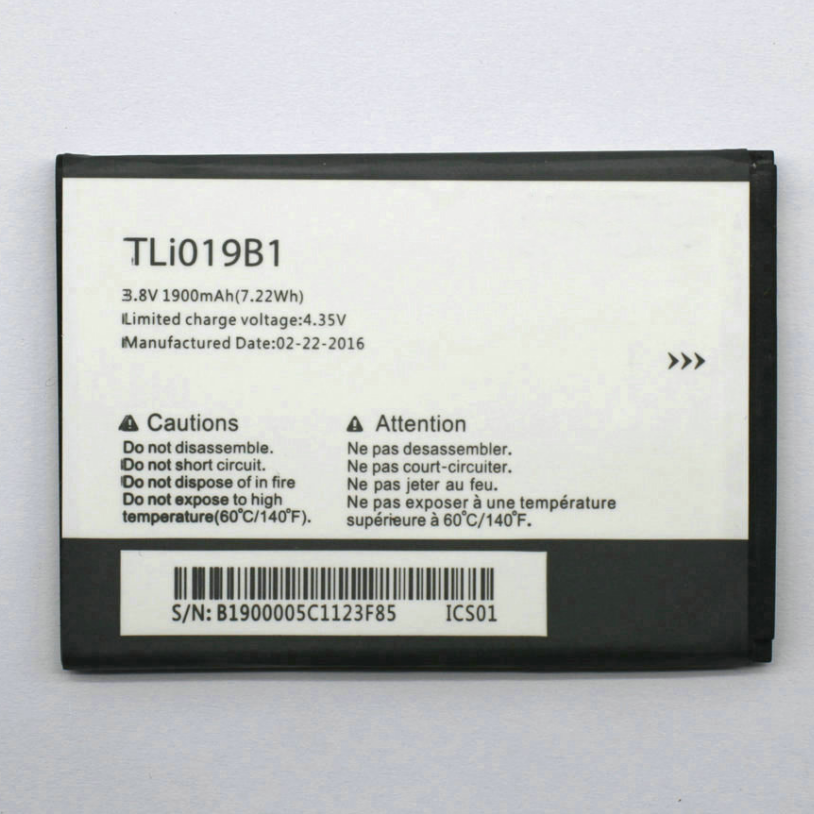 TLi019B1
3.8V 1900mAh(7.22Wh)
Limited charge voltage:4.35V
Manufactured Date:02-22-2016
>>>
Cautions
Do not disassemble.
Do not short circuit.
Do not dispose of in fire
Do not expose to high
temperature(60°C/140°F).
Attention
Ne pas desassembler.
Ne pas court-circuiter.
Ne pas jeter au feu.
Ne pas exposer à une température
supérieure à 60°C/140°F.
S/N: B1900005C1123F85 ICS01